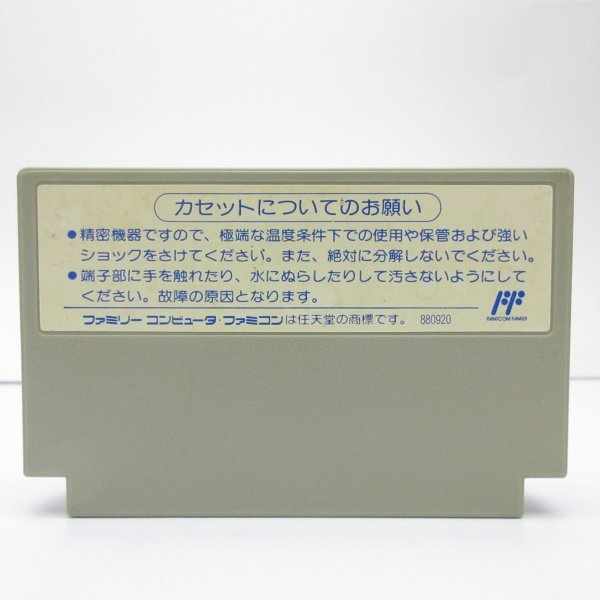 カセットについてのお願い
●精密機器ですので、極端な温度条件下での使用や保管および強い
ショックをさけてください。また、絶対に分解しないでください。
●端子部に手を触れたり、水にぬらしたりして汚さないようにして
ください。故障の原因となります。
ファミリー コンピュータ・ファミコンは任天堂の商標です。 880920
FAMICOM FAMILY